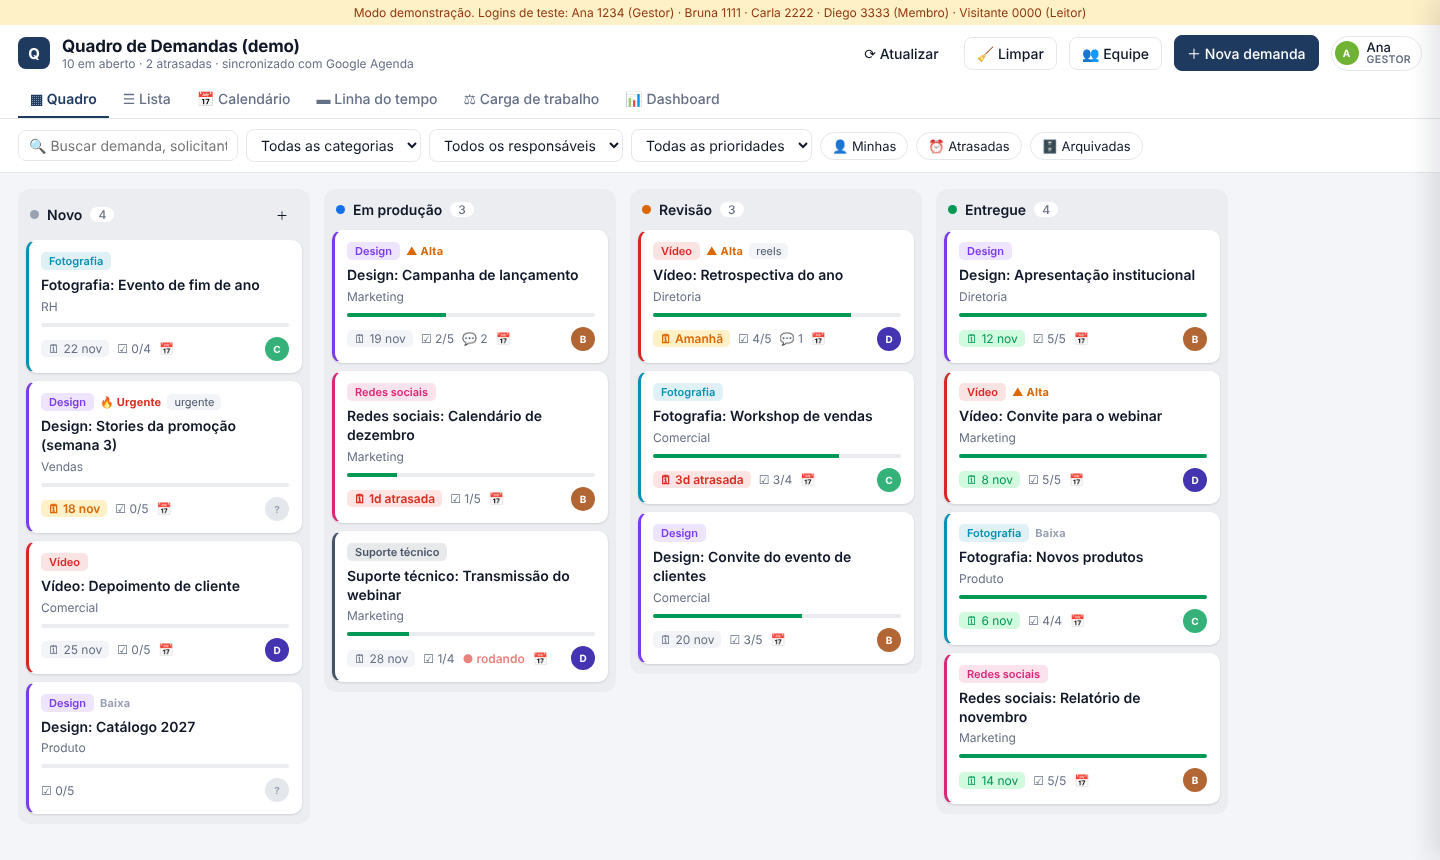 Modo demonstração. Logins de teste: Ana 1234 (Gestor) · Bruna 1111 · Carla 2222 · Diego 3333 (Membro) · Visitante 0000 (Leitor)
Q
Quadro de Demandas (demo)
10 em aberto · 2 atrasadas · sincronizado com Google Agenda
⟳ Atualizar
🧹 Limpar
👥 Equipe
+ Nova demanda
A
Ana
GESTOR
Quadro
Lista
Calendário
Linha do tempo
Carga de trabalho
Dashboard
Buscar demanda, solicitant
Todas as categorias
Todos os responsáveis
Todas as prioridades
Minhas
Atrasadas
Arquivadas
Novo 4 +
Fotografia
Fotografia: Evento de fim de ano
RH
22 nov ☑ 0/4 C
Design Urgente urgente
Design: Stories da promoção
(semana 3)
Vendas
18 nov ☑ 0/5 ?
Vídeo
Vídeo: Depoimento de cliente
Comercial
25 nov ☑ 0/5 D
Design Baixa
Design: Catálogo 2027
Produto
☑ 0/5 ?
Em produção 3
Design ▲ Alta
Design: Campanha de lançamento
Marketing
19 nov ☑ 2/5 💬 2 B
Redes sociais
Redes sociais: Calendário de
dezembro
Marketing
1d atrasada ☑ 1/5 B
Suporte técnico
Suporte técnico: Transmissão do
webinar
Marketing
28 nov ☑ 1/4 ● rodando D
Revisão 3
Vídeo ▲ Alta reels
Vídeo: Retrospectiva do ano
Diretoria
Amanhã ☑ 4/5 💬 1 D
Fotografia
Fotografia: Workshop de vendas
Comercial
3d atrasada ☑ 3/4 C
Design
Design: Convite do evento de
clientes
Comercial
20 nov ☑ 3/5 B
Entregue 4
Design
Design: Apresentação institucional
Diretoria
12 nov ☑ 5/5 B
Vídeo ▲ Alta
Vídeo: Convite para o webinar
Marketing
8 nov ☑ 5/5 D
Fotografia Baixa
Fotografia: Novos produtos
Produto
6 nov ☑ 4/4 C
Redes sociais
Redes sociais: Relatório de
novembro
Marketing
14 nov ☑ 5/5 B